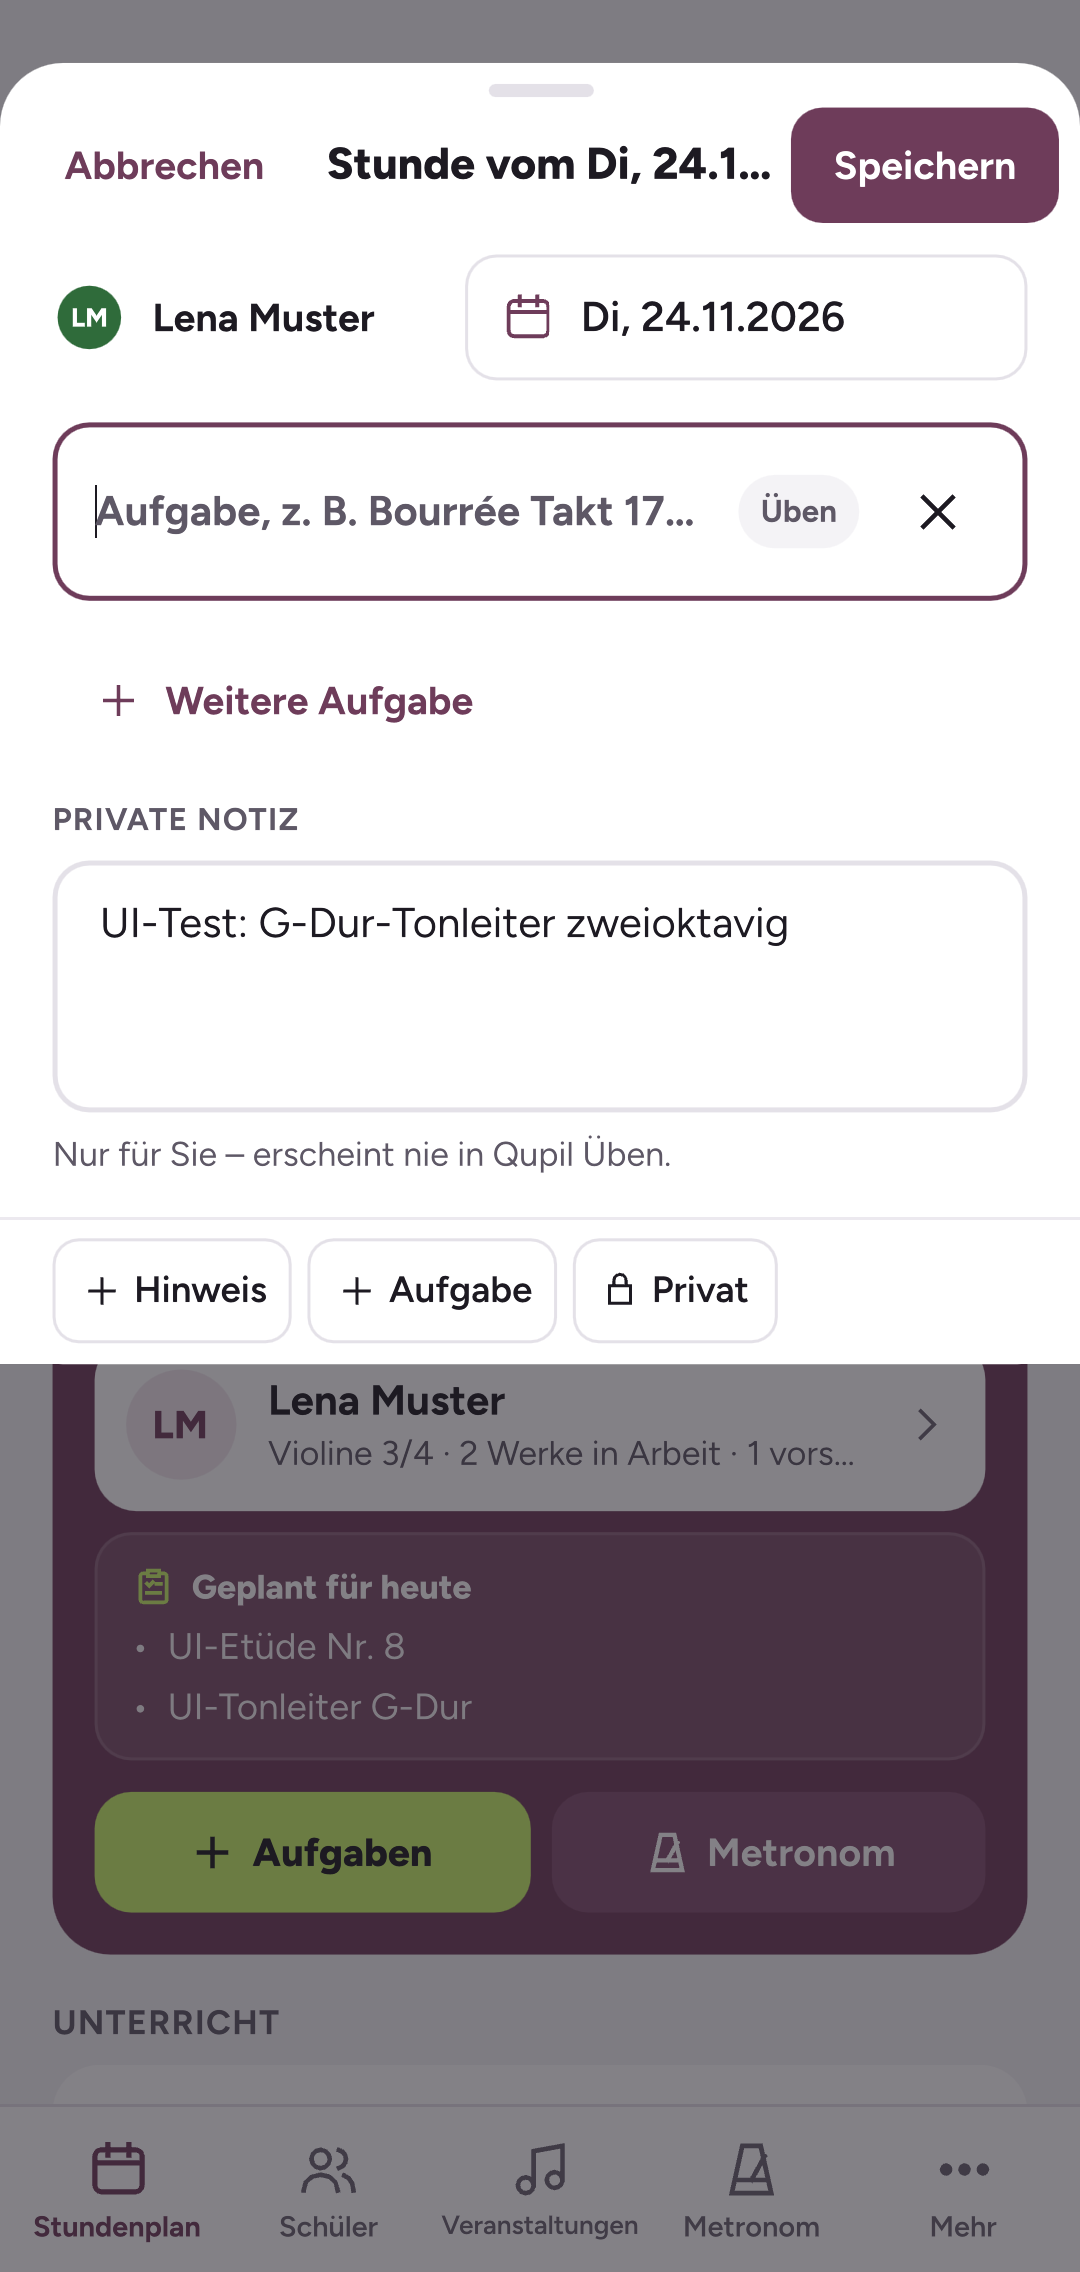 Abbrechen
Stunde vom Di, 24.1...
Speichern
LM
Lena Muster
Di, 24.11.2026
Aufgabe, z. B. Bourrée Takt 17...
Üben
Weitere Aufgabe
PRIVATE NOTIZ
UI-Test: G-Dur-Tonleiter zweioktavig
Nur für Sie – erscheint nie in Qupil Üben.
Hinweis
Aufgabe
Privat
LM
Lena Muster
Violine 3/4 · 2 Werke in Arbeit · 1 vors...
Geplant für heute
• UI-Etüde Nr. 8
• UI-Tonleiter G-Dur
Aufgaben
Metronom
UNTERRICHT
Stundenplan
Schüler
Veranstaltungen
Metronom
Mehr